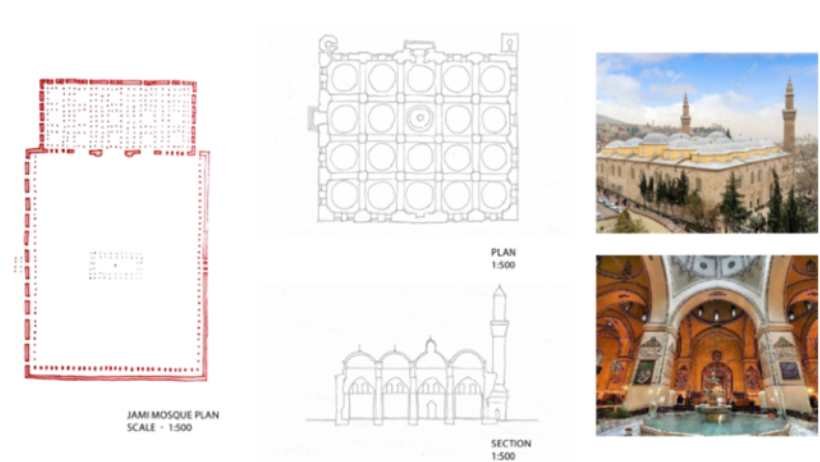 JAMI MOSQUE PLAN
SCALE - 1:500
PLAN
1:500
SECTION
1:500